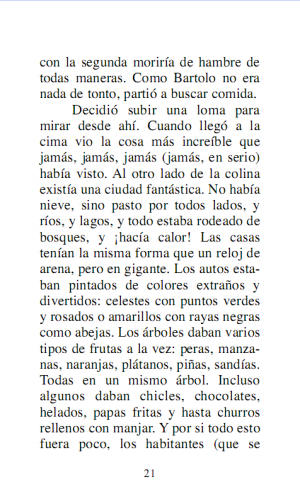 con la segunda moriría de hambre de
todas maneras. Como Bartolo no era
nada de tonto, partió a buscar comida.
Decidió subir una loma para
mirar desde ahí. Cuando llegó a la
cima vio la cosa más increíble que
jamás, jamás, jamás (jamás, en serio)
había visto. Al otro lado de la colina
existía una ciudad fantástica. No había
nieve, sino pasto por todos lados, y
ríos, y lagos, y todo estaba rodeado de
bosques, y ¡hacía calor! Las casas
tenían la misma forma que un reloj de
arena, pero en gigante. Los autos esta-
ban pintados de colores extraños y
divertidos: celestes con puntos verdes
y rosados o amarillos con rayas negras
como abejas. Los árboles daban varios
tipos de frutas a la vez: peras, manza-
nas, naranjas, plátanos, piñas, sandías.
Todas en un mismo árbol. Incluso
algunos daban chicles, chocolates,
helados, papas fritas y hasta churros
rellenos con manjar. Y por si todo esto
fuera poco, los habitantes (que se
21